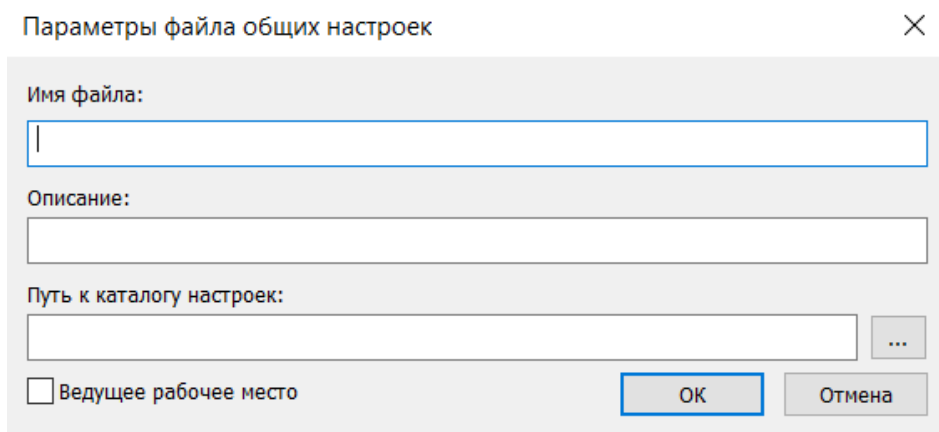 Параметры файла общих настроек
Имя файла:
Описание:
Путь к каталогу настроек:
...
Ведущее рабочее место
ОК
Отмена